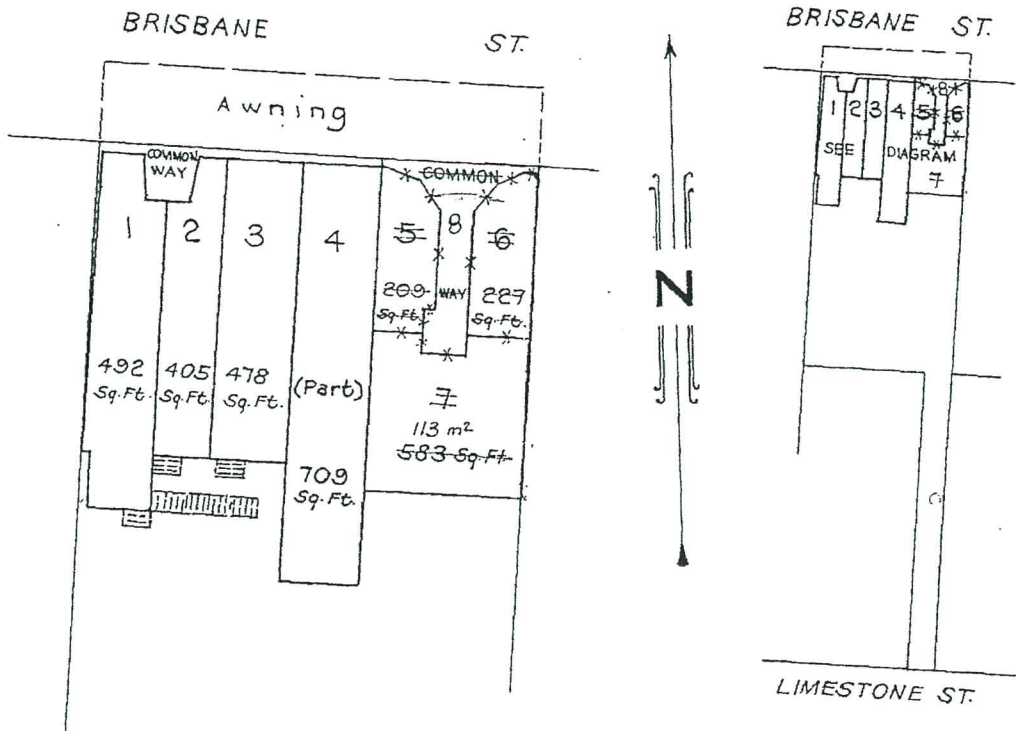 BRISBANE ST.
Awning
COMMON
WAY
COMMON
1 2 3 4 5 8 6
209
Sq.Ft.
WAY
227
Sq.Ft.
492
Sq.Ft.
405
Sq.Ft.
478
Sq.Ft.
(Part)
7
113 m²
583 Sq.Ft.
709
Sq.Ft.
N
BRISBANE ST.
1 2 3 4 5 8 6
SEE DIAGRAM
7
LIMESTONE ST.